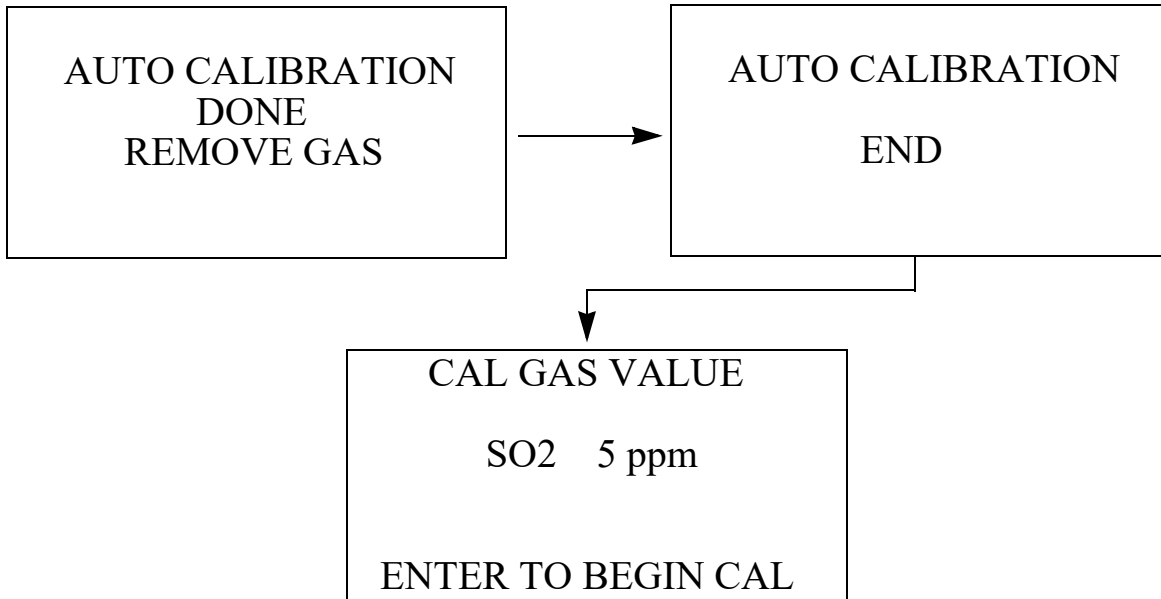 AUTO CALIBRATION
DONE
REMOVE GAS
AUTO CALIBRATION
END
CAL GAS VALUE
SO2 5 ppm
ENTER TO BEGIN CAL